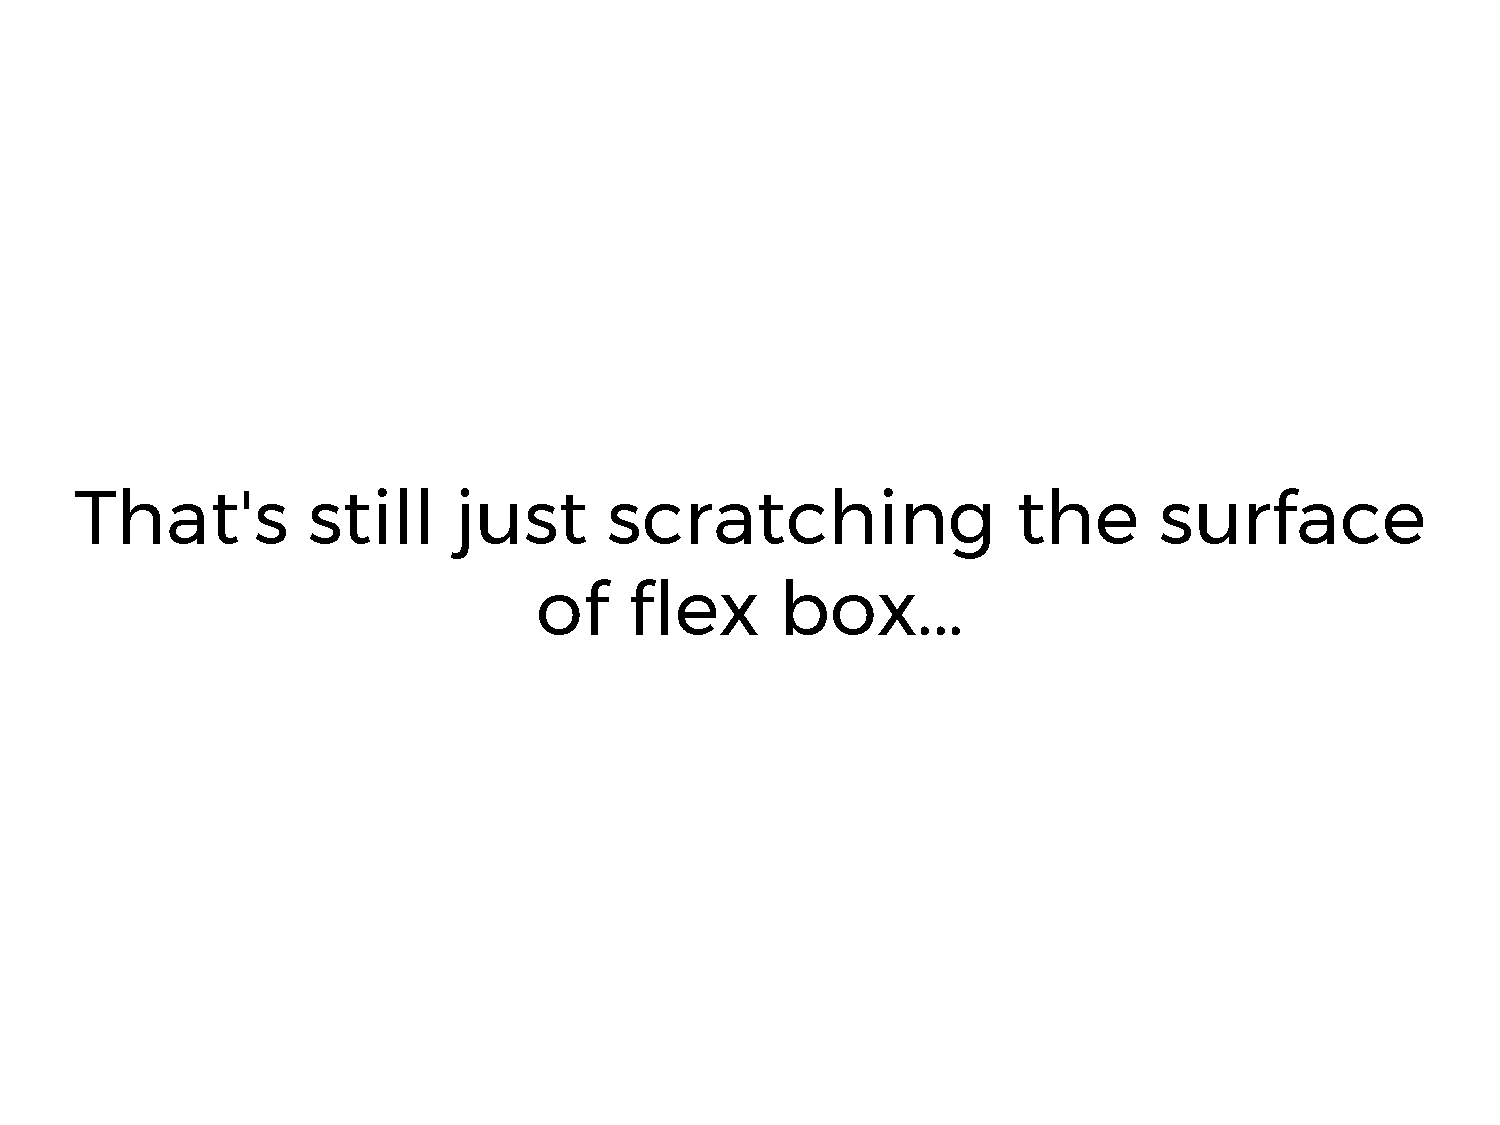 That's still just scratching the surface
of flex box...